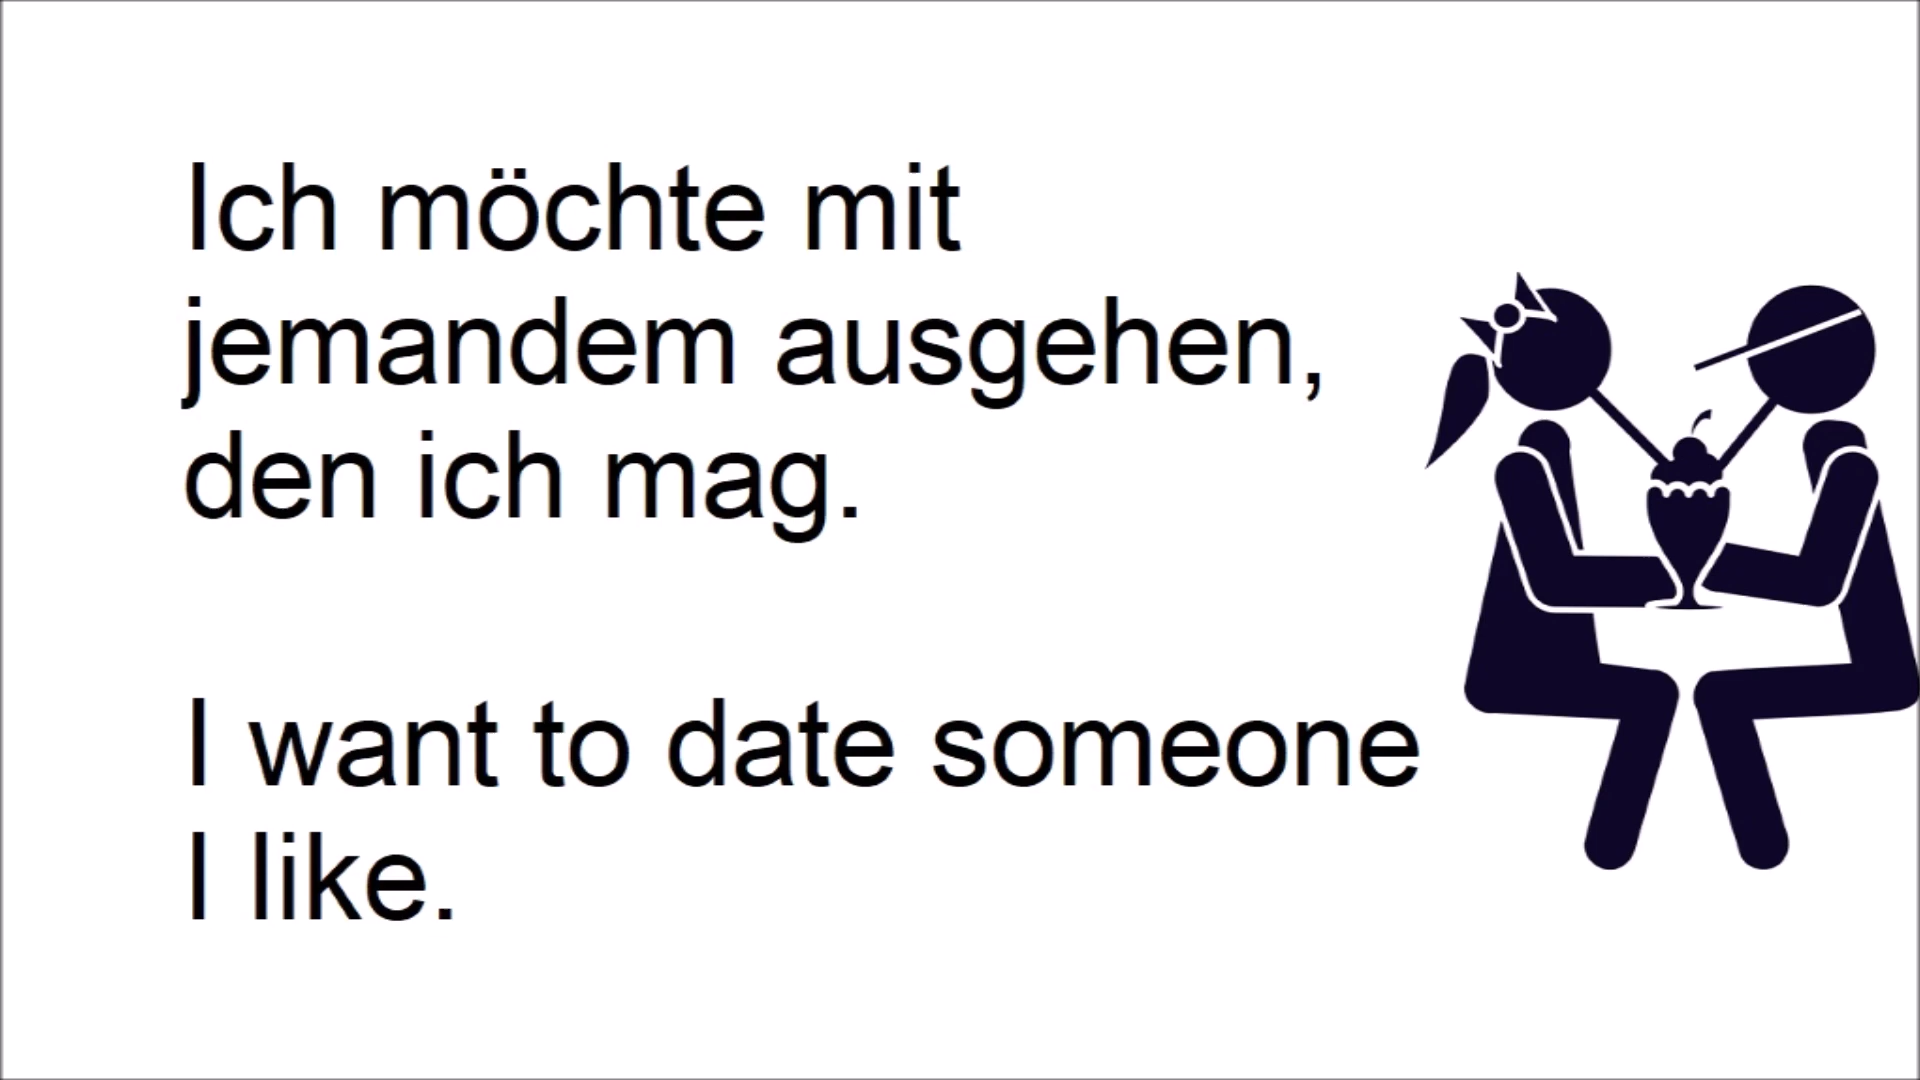 Ich möchte mit
jemandem ausgehen,
den ich mag.
I want to date someone
I like.